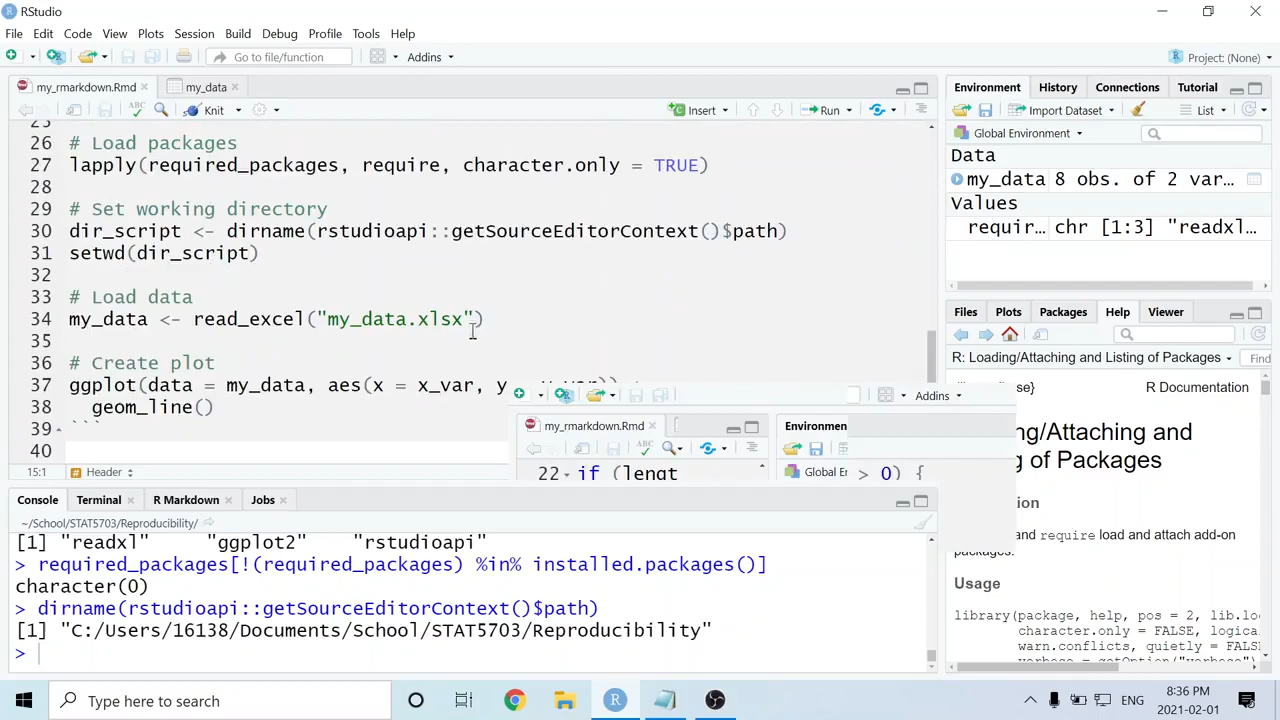 RStudio
File Edit Code View Plots Session Build Debug Profile Tools Help
Go to file/function Addins Project: (None)
my_rmarkdown.Rmd my_data
Knit Insert Run
25
26 # Load packages
27 lapply(required_packages, require, character.only = TRUE)
28
29 # Set working directory
30 dir_script <- dirname(rstudioapi::getSourceEditorContext()$path)
31 setwd(dir_script)
32
33 # Load data
34 my_data <- read_excel("my_data.xlsx")
35
36 # Create plot
37 ggplot(data = my_data, aes(x = x_var, y
38 geom_line()
39 ```
40
15:1 # Header
Addins
my_rmarkdown.Rmd Environmen
Global Er
22 if (lengt > 0) {
Console Terminal R Markdown Jobs
~/School/STAT5703/Reproducibility/
[1] "readxl" "ggplot2" "rstudioapi"
> required_packages[!(required_packages) %in% installed.packages()]
character(0)
> dirname(rstudioapi::getSourceEditorContext()$path)
[1] "C:/Users/16138/Documents/School/STAT5703/Reproducibility"
>
Environment History Connections Tutorial
Import Dataset List
Global Environment
Data
my_data 8 obs. of 2 var...
Values
requir... chr [1:3] "readxl...
Files Plots Packages Help Viewer
R: Loading/Attaching and Listing of Packages Find
R Documentation
ng/Attaching and
g of Packages
ion
and require load and attach add-on
packages.
Usage
library(package, help, pos = 2, lib.lo
character.only = FALSE, logica
warn.conflicts, quietly = FALS
Type here to search
ENG
8:36 PM
2021-02-01